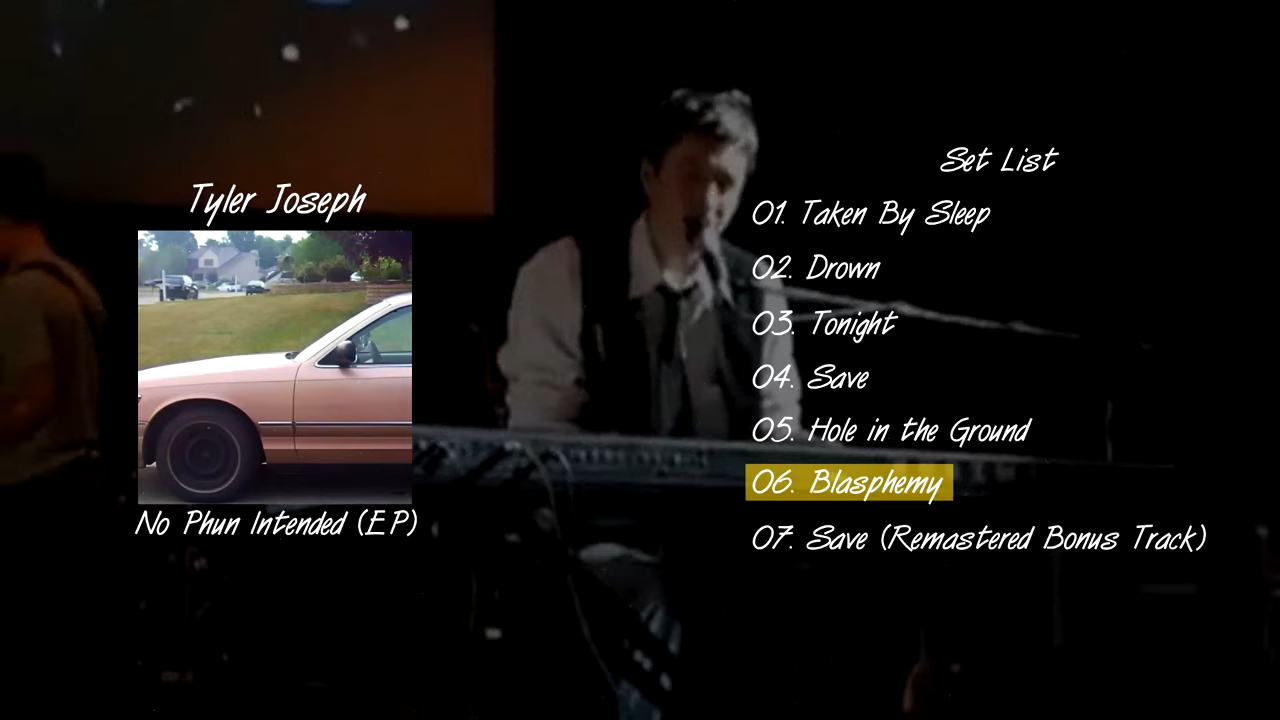 Tyler Joseph
No Phun Intended (EP)
Set List
01. Taken By Sleep
02. Drown
03. Tonight
04. Save
05. Hole in the Ground
06. Blasphemy
07. Save (Remastered Bonus Track)